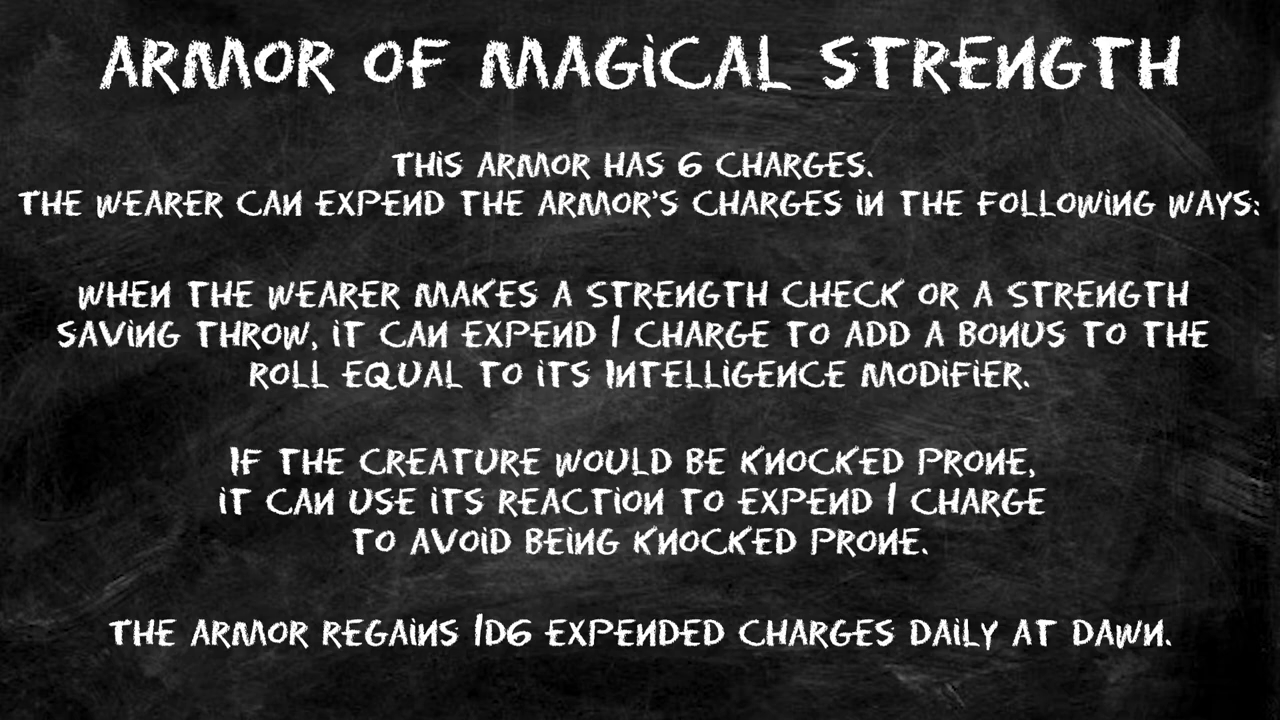 ARMOR OF MAGICAL STRENGTH
THIS ARMOR HAS 6 CHARGES.
THE WEARER CAN EXPEND THE ARMOR'S CHARGES IN THE FOLLOWING WAYS:
WHEN THE WEARER MAKES A STRENGTH CHECK OR A STRENGTH
SAVING THROW, IT CAN EXPEND 1 CHARGE TO ADD A BONUS TO THE
ROLL EQUAL TO ITS INTELLIGENCE MODIFIER.
IF THE CREATURE WOULD BE KNOCKED PRONE,
IT CAN USE ITS REACTION TO EXPEND 1 CHARGE
TO AVOID BEING KNOCKED PRONE.
THE ARMOR REGAINS 1D6 EXPENDED CHARGES DAILY AT DAWN.